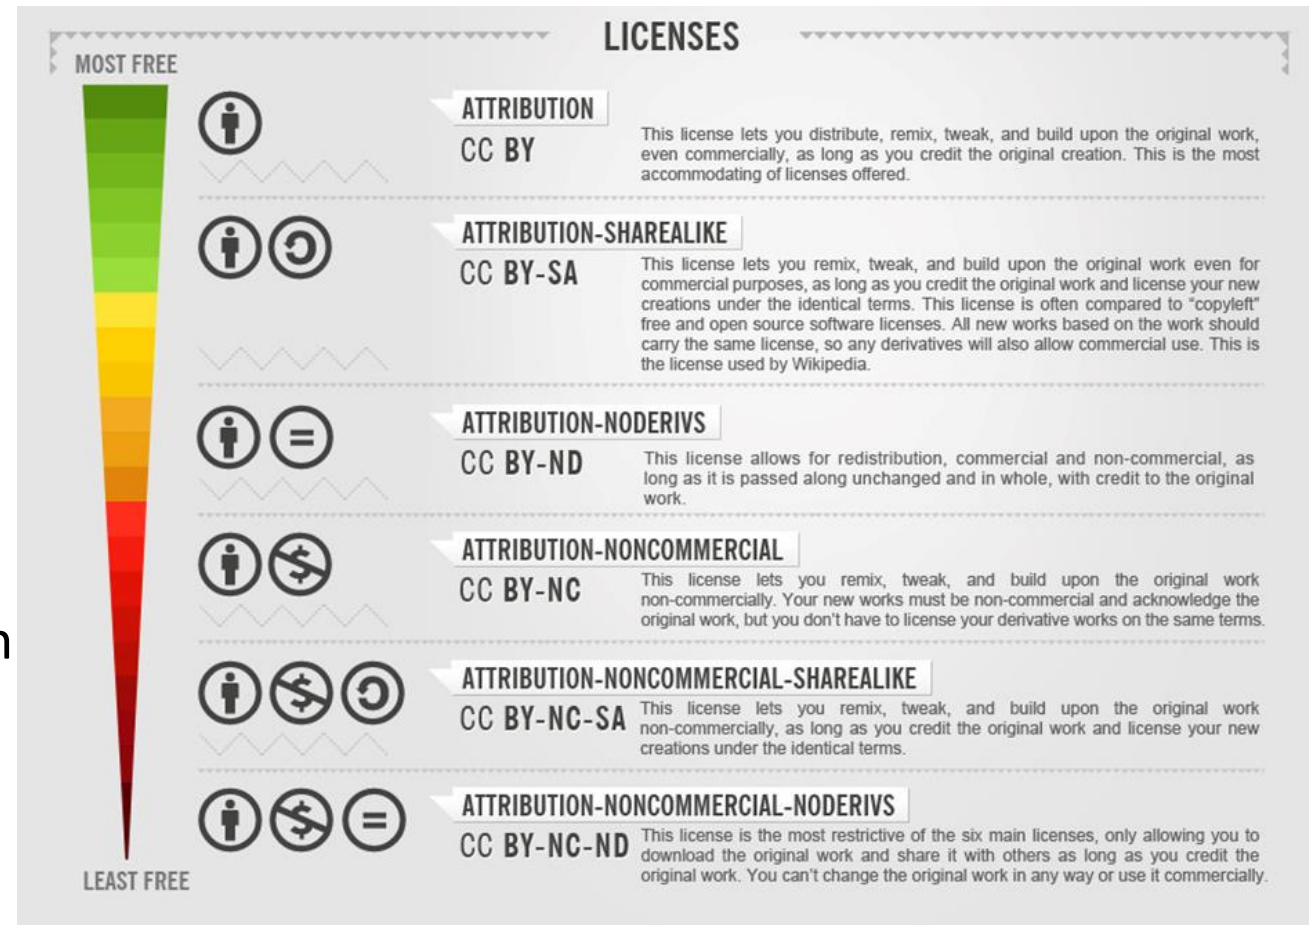 LICENSES
MOST FREE
ATTRIBUTION
CC BY
This license lets you distribute, remix, tweak, and build upon the original work,
even commercially, as long as you credit the original creation. This is the most
accommodating of licenses offered.
ATTRIBUTION-SHAREALIKE
CC BY-SA
This license lets you remix, tweak, and build upon the original work even for
commercial purposes, as long as you credit the original work and license your new
creations under the identical terms. This license is often compared to “copyleft”
free and open source software licenses. All new works based on the work should
carry the same license, so any derivatives will also allow commercial use. This is
the license used by Wikipedia.
ATTRIBUTION-NODERIVS
CC BY-ND
This license allows for redistribution, commercial and non-commercial, as
long as it is passed along unchanged and in whole, with credit to the original
work.
ATTRIBUTION-NONCOMMERCIAL
CC BY-NC
This license lets you remix, tweak, and build upon the original work
non-commercially. Your new works must be non-commercial and acknowledge the
original work, but you don’t have to license your derivative works on the same terms.
ATTRIBUTION-NONCOMMERCIAL-SHAREALIKE
CC BY-NC-SA
This license lets you remix, tweak, and build upon the original work
non-commercially, as long as you credit the original work and license your new
creations under the identical terms.
ATTRIBUTION-NONCOMMERCIAL-NODERIVS
CC BY-NC-ND
This license is the most restrictive of the six main licenses, only allowing you to
download the original work and share it with others as long as you credit the
original work. You can’t change the original work in any way or use it commercially.
LEAST FREE